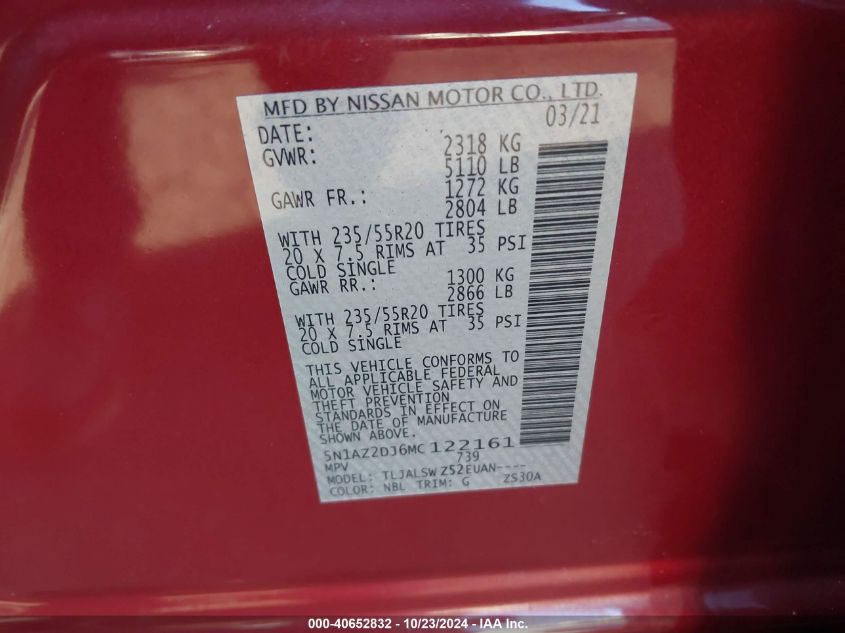 MFD BY NISSAN MOTOR CO., LTD.
DATE: 03/21
GVWR: 2318 KG
5110 LB
GAWR FR.: 1272 KG
2804 LB
WITH 235/55R20 TIRES
20 X 7.5 RIMS AT 35 PSI
COLD SINGLE
GAWR RR.: 1300 KG
2866 LB
WITH 235/55R20 TIRES
20 X 7.5 RIMS AT 35 PSI
COLD SINGLE
THIS VEHICLE CONFORMS TO
ALL APPLICABLE FEDERAL
MOTOR VEHICLE SAFETY AND
THEFT PREVENTION
STANDARDS IN EFFECT ON
THE DATE OF MANUFACTURE
SHOWN ABOVE.
5N1AZ2DJ6MC122161
MPV 739
MODEL: TLJALSWZ52EUAN----
COLOR: NBL TRIM: G ZS30A
000-40652832 - 10/23/2024 - IAA Inc.